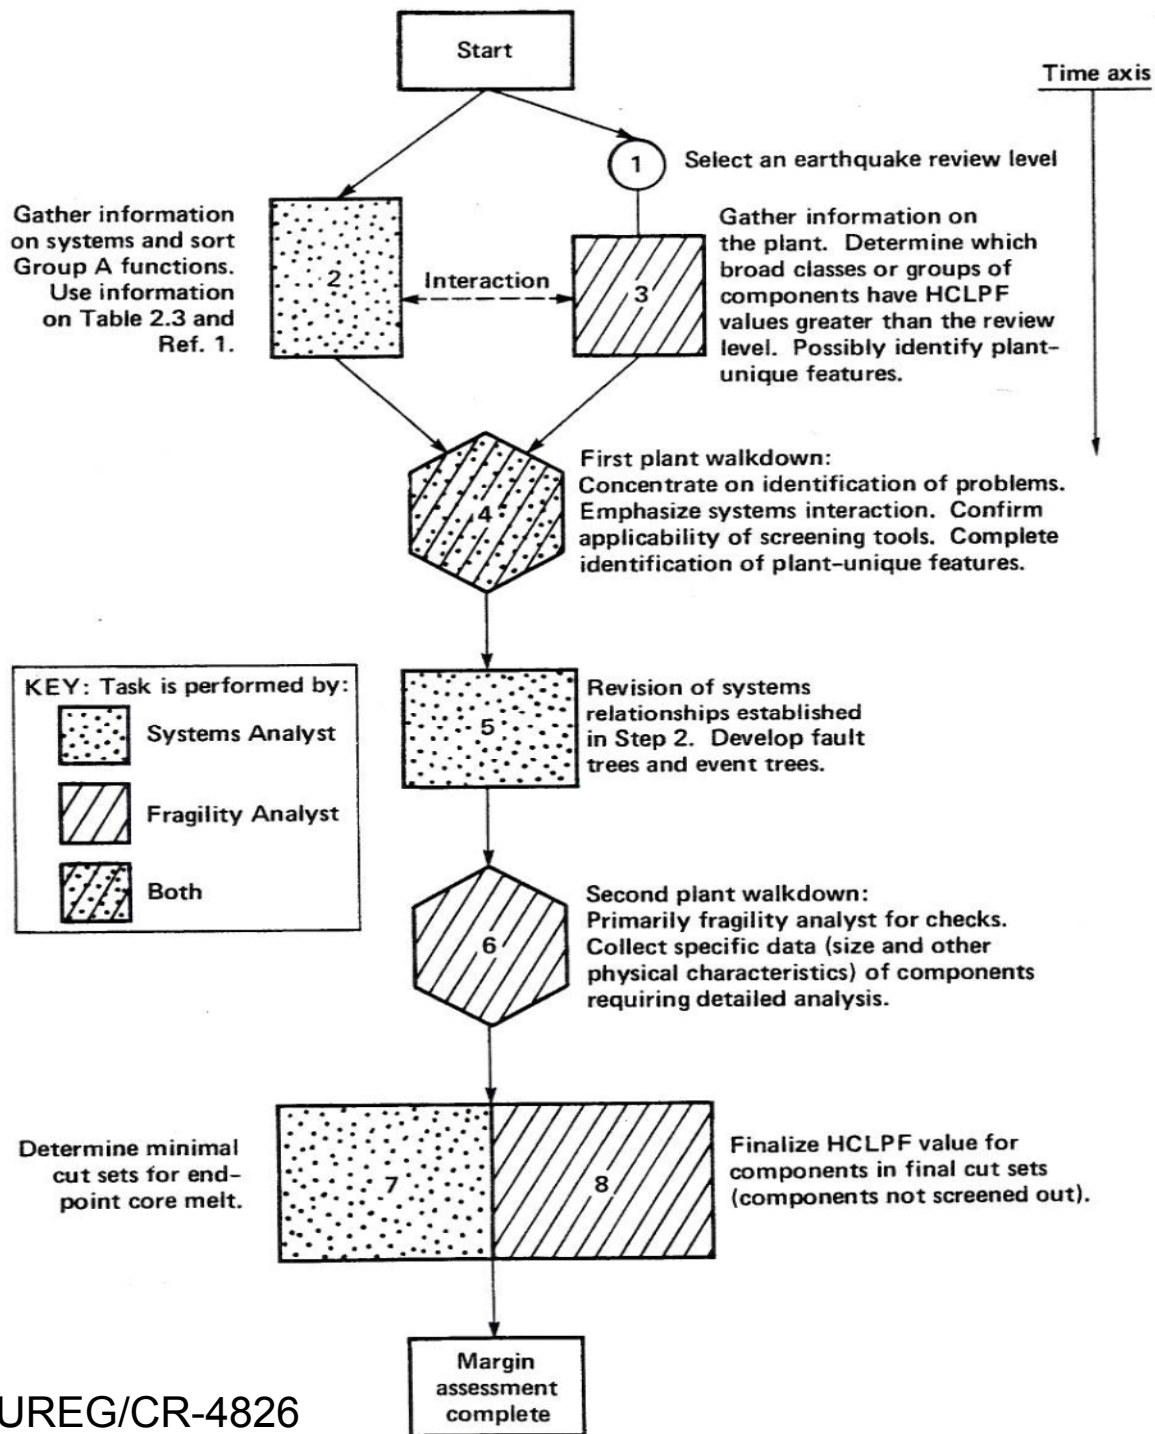 Start
Time axis
1
Select an earthquake review level
Gather information
on systems and sort
Group A functions.
Use information
on Table 2.3 and
Ref. 1.
2
Interaction
3
Gather information on
the plant. Determine which
broad classes or groups of
components have HCLPF
values greater than the review
level. Possibly identify plant-
unique features.
4
First plant walkdown:
Concentrate on identification of problems.
Emphasize systems interaction. Confirm
applicability of screening tools. Complete
identification of plant-unique features.
KEY: Task is performed by:
Systems Analyst
Fragility Analyst
Both
5
Revision of systems
relationships established
in Step 2. Develop fault
trees and event trees.
6
Second plant walkdown:
Primarily fragility analyst for checks.
Collect specific data (size and other
physical characteristics) of components
requiring detailed analysis.
Determine minimal
cut sets for end-
point core melt.
7
8
Finalize HCLPF value for
components in final cut sets
(components not screened out).
Margin
assessment
complete
UREG/CR-4826